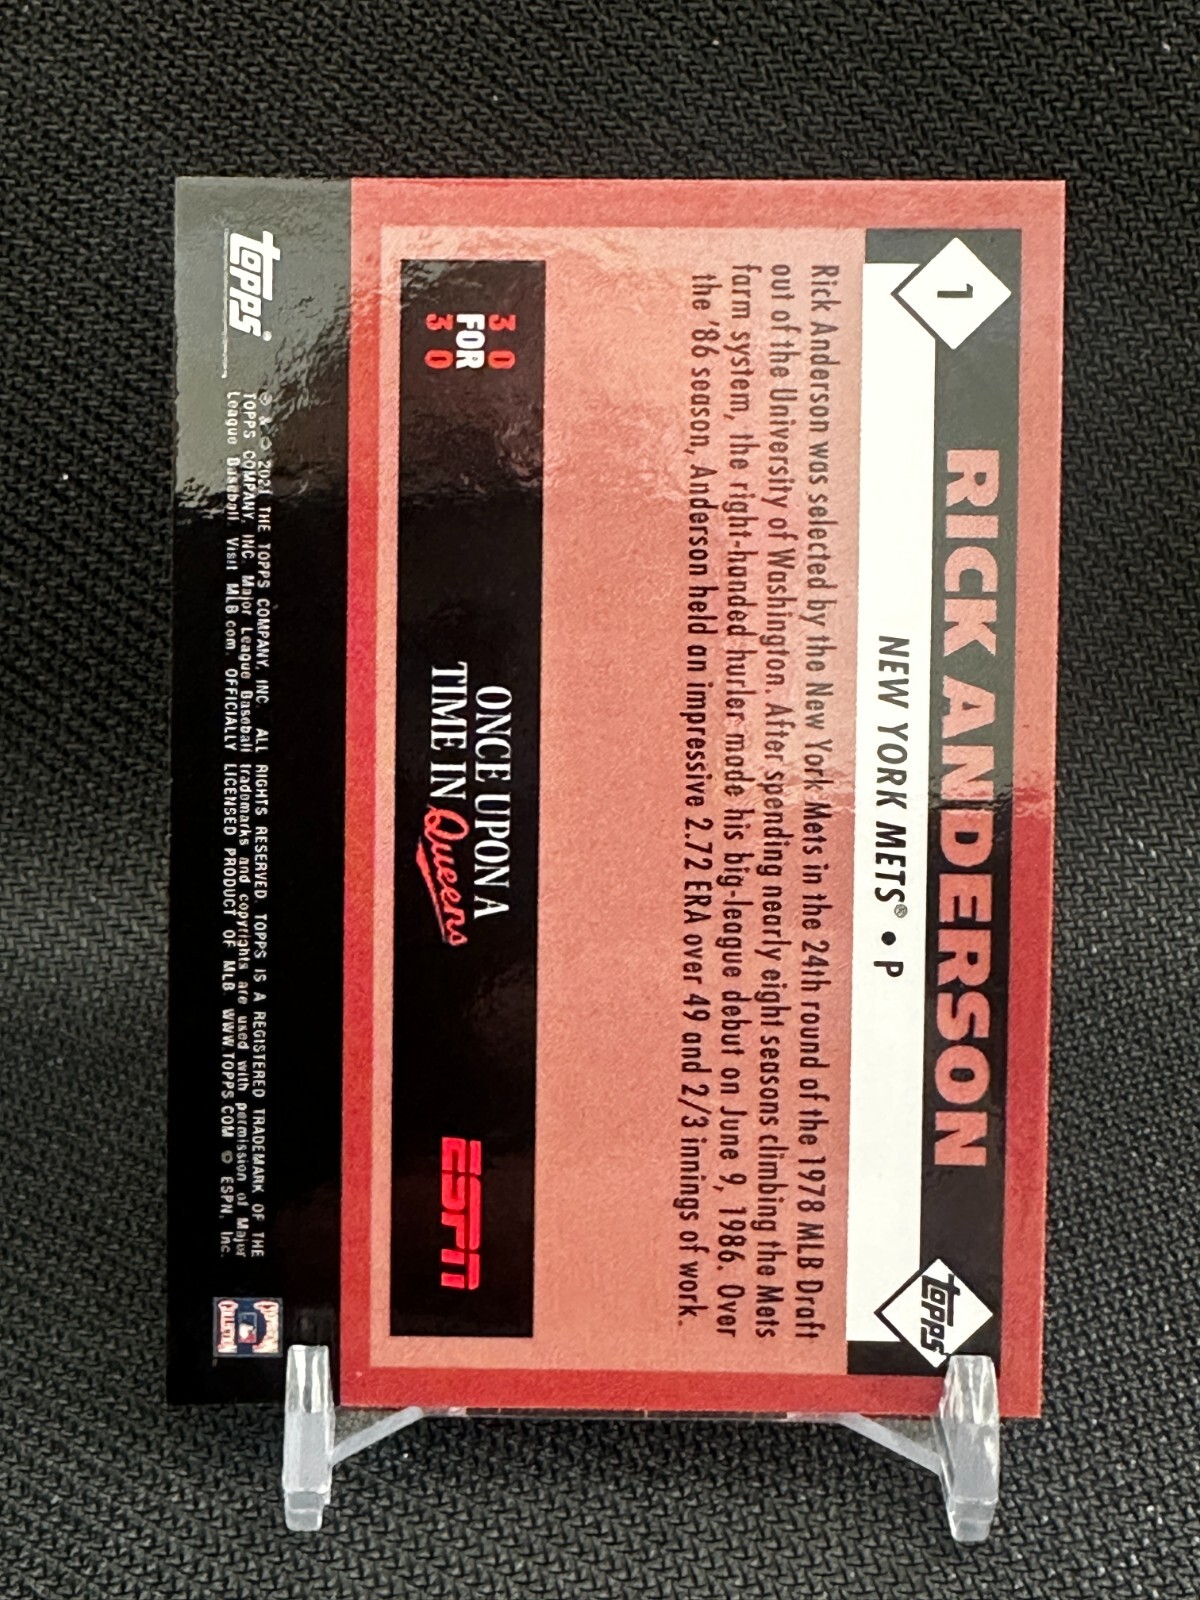 1
RICK ANDERSON
topps
NEW YORK METS® • P
Rick Anderson was selected by the New York Mets in the 24th round of the 1978 MLB Draft
out of the University of Washington. After spending nearly eight seasons climbing the Mets
farm system, the right-handed hurler made his big-league debut on June 9, 1986. Over
the '86 season, Anderson held an impressive 2.72 ERA over 49 and 2/3 innings of work.
30
FOR
30
ONCE UPON A
TIME IN Queens
ESPN
topps®
® & © 2021 THE TOPPS COMPANY, INC. ALL RIGHTS RESERVED. TOPPS IS A REGISTERED TRADEMARK OF THE
TOPPS COMPANY, INC. Major League Baseball trademarks and copyrights are used with permission of Major
League Baseball. Visit MLB.com. OFFICIALLY LICENSED PRODUCT OF MLB. WWW.TOPPS.COM © ESPN, Inc.